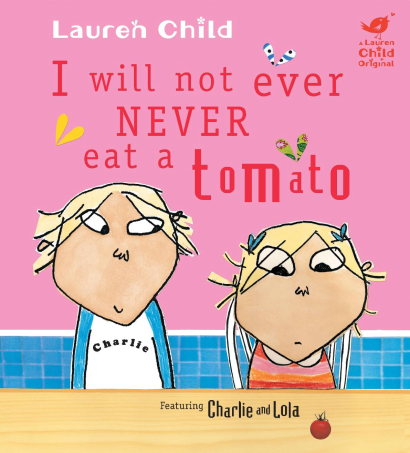 Lauren Child
A Lauren
Child
Original
I will not ever
NEVER
eat a tomato
Charlie
Featuring Charlie and Lola